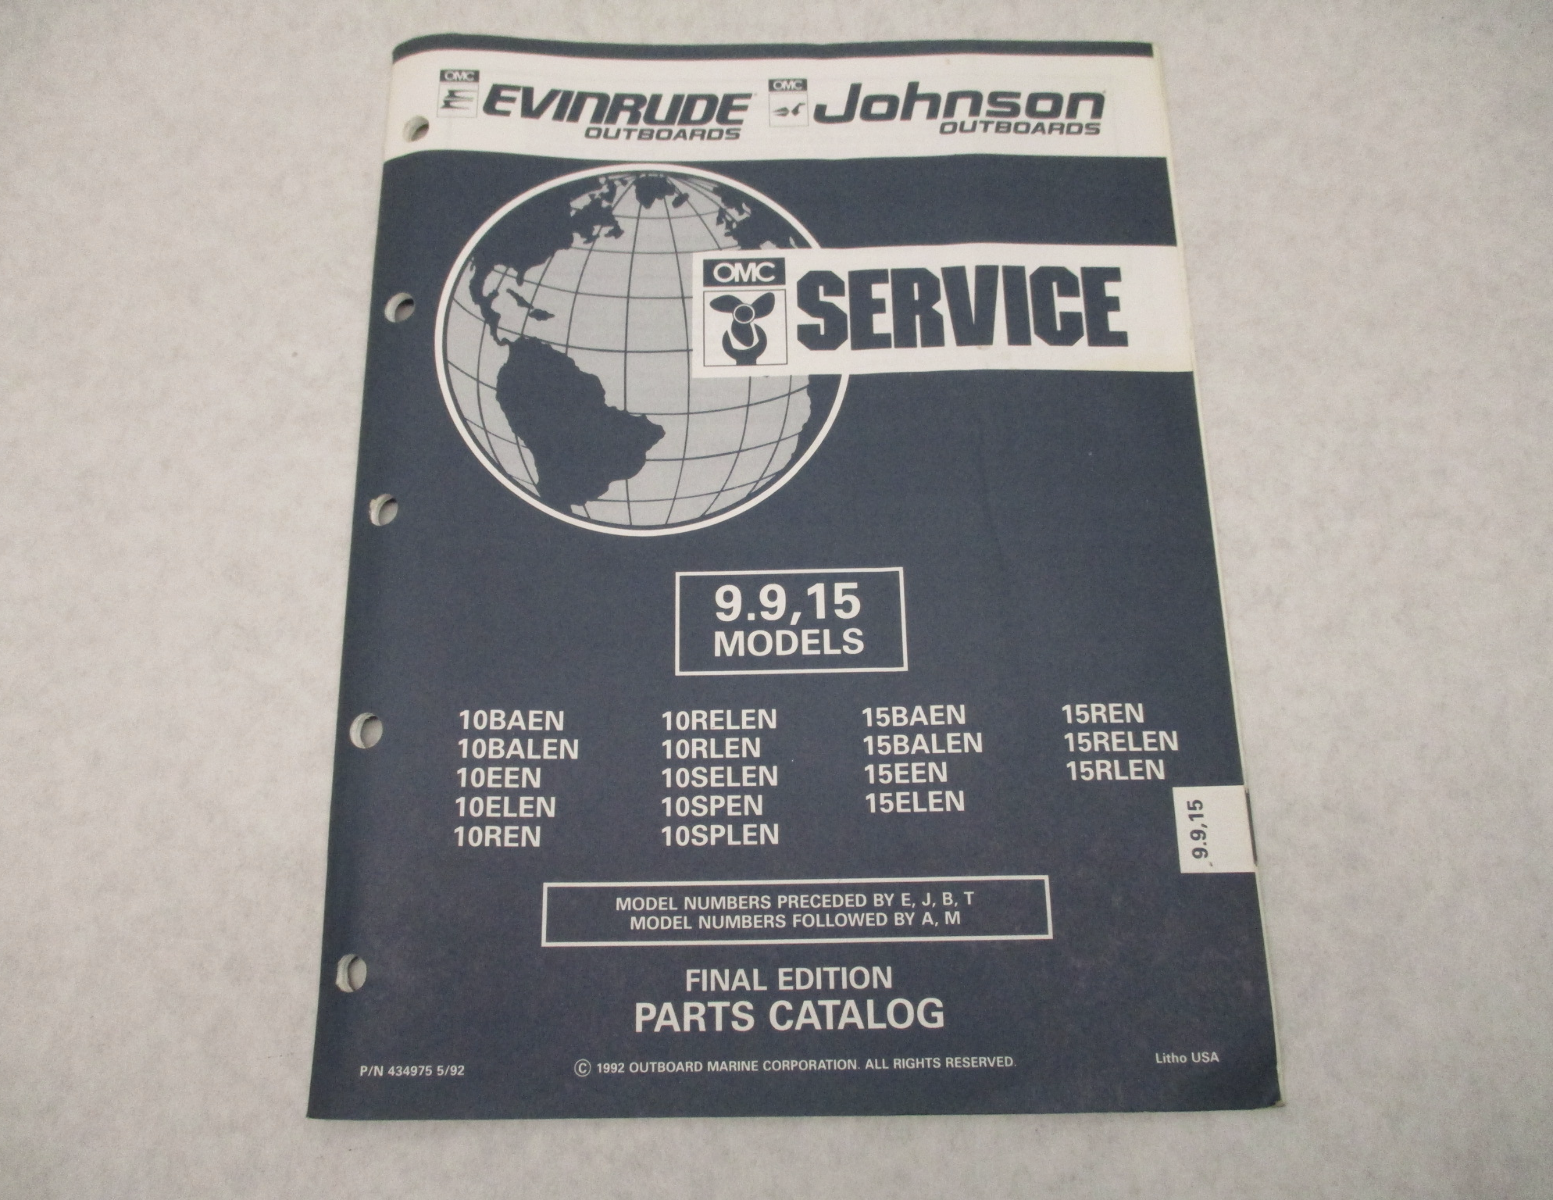 OMC EVINRUDE OUTBOARDS
OMC Johnson OUTBOARDS
OMC SERVICE
9.9,15
MODELS
10BAEN 10RELEN 15BAEN 15REN
10BALEN 10RLEN 15BALEN 15RELEN
10EEN 10SELEN 15EEN 15RLEN
10ELEN 10SPEN 15ELEN
10REN 10SPLEN
9.9,15
MODEL NUMBERS PRECEDED BY E, J, B, T
MODEL NUMBERS FOLLOWED BY A, M
FINAL EDITION
PARTS CATALOG
P/N 434975 5/92 © 1992 OUTBOARD MARINE CORPORATION. ALL RIGHTS RESERVED. Litho USA